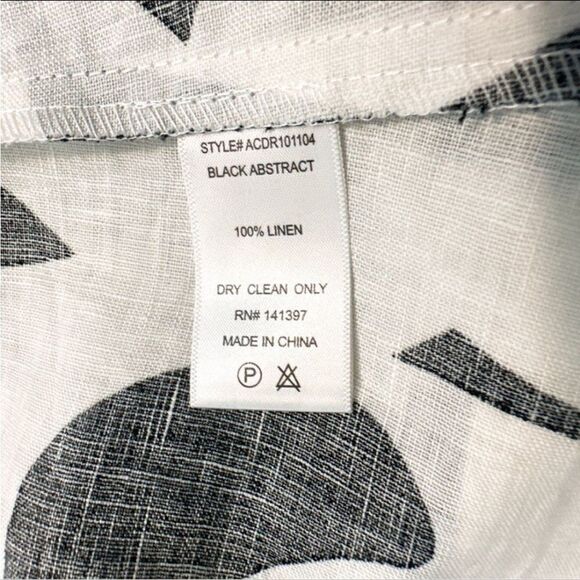 STYLE# ACDR101104
BLACK ABSTRACT
100% LINEN
DRY CLEAN ONLY
RN# 141397
MADE IN CHINA
P